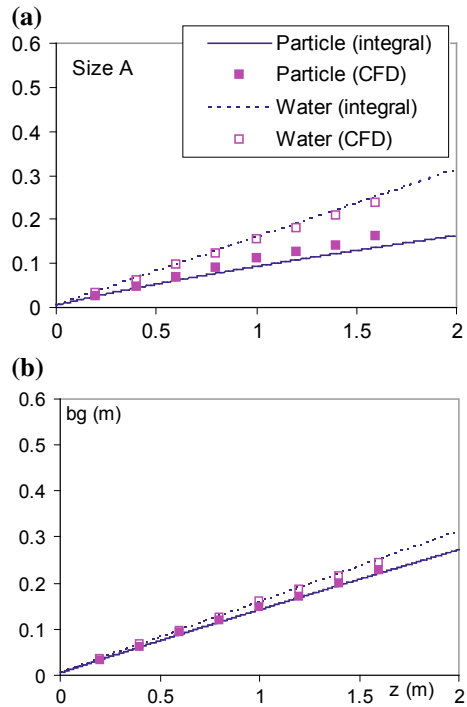 (a)
0.6
0.5
0.4
0.3
0.2
0.1
0
Size A
Particle (integral)
Particle (CFD)
Water (integral)
Water (CFD)
0 0.5 1 1.5 2
(b)
0.6
0.5
0.4
0.3
0.2
0.1
0
bg (m)
0 0.5 1 1.5 2
z (m)